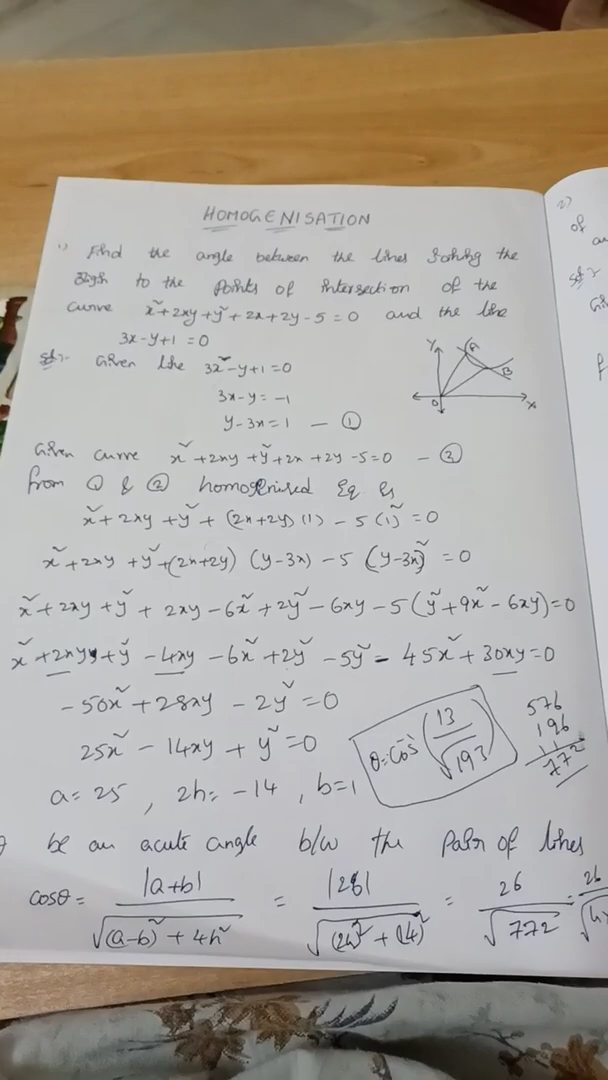 HOMOGENISATION
1) Find the angle between the lines Joining the
origin to the Points of intersection of the
curve x²+2xy+y²+2x+2y-5=0 and the line
3x-y+1=0
Sol:- Given line 3x-y+1=0
3x-y=-1
y-3x=1 — ①
Given curve x²+2xy+y²+2x+2y-5=0 — ②
from ① & ② homogenised Eq is
x²+2xy+y²+(2x+2y)(1)-5(1)²=0
x²+2xy+y²+(2x+2y)(y-3x)-5(y-3x)²=0
x²+2xy+y²+2xy-6x²+2y²-6xy-5(y²+9x²-6xy)=0
x²+2xy+y²-4xy-6x²+2y²-5y²-45x²+30xy=0
-50x²+28xy-2y²=0
25x²-14xy+y²=0
a=25, 2h=-14, b=1
θ=cos⁻¹(13/√193)
576
196
11
772
be an acute angle b/w the Pair of lines
cosθ = |a+b|/√((a-b)²+4h²) = |26|/√((24)²+(14)²) = 26/√772 = 26
Y
A
B
O
X
2)
of
Sol:-